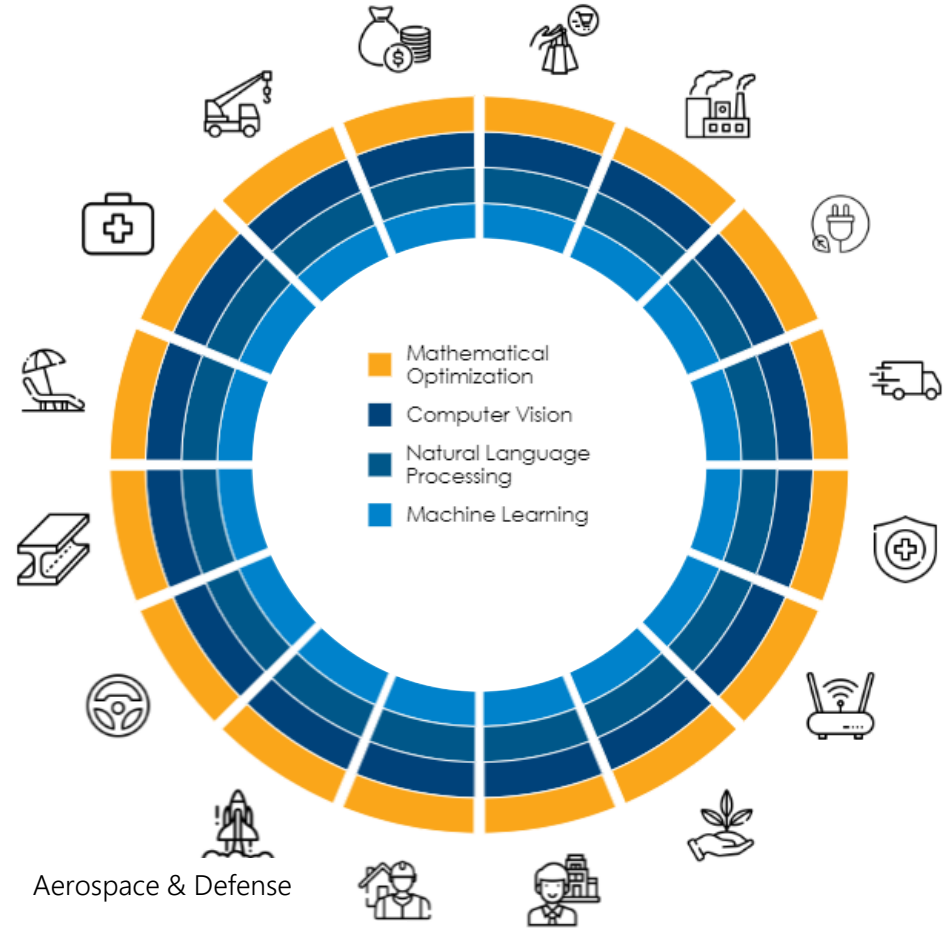 Mathematical
Optimization
Computer Vision
Natural Language
Processing
Machine Learning
Aerospace & Defense